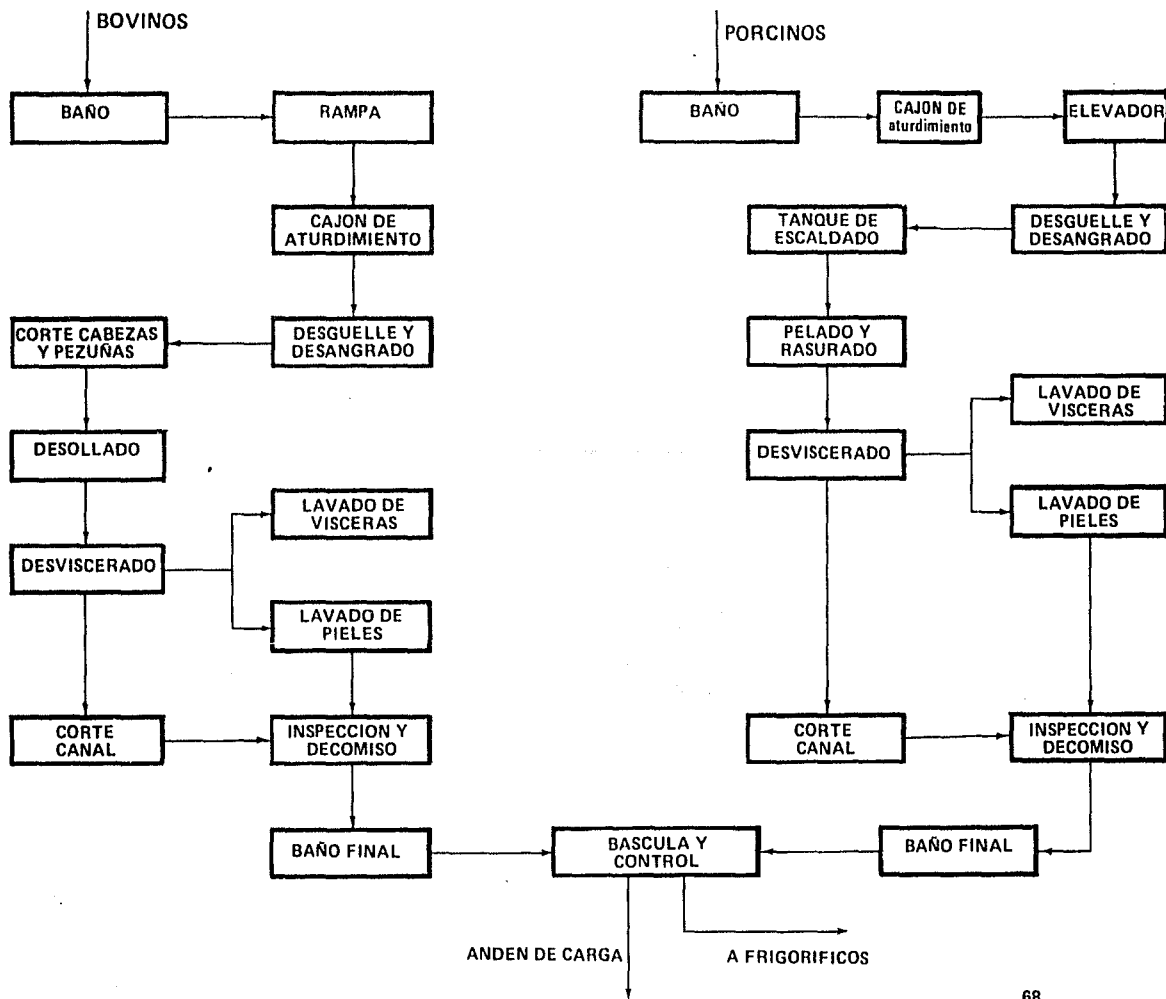 BOVINOS
BAÑO
RAMPA
CAJON DE
ATURDIMIENTO
DESGUELLE Y
DESANGRADO
CORTE CABEZAS
Y PEZUÑAS
DESOLLADO
DESVISCERADO
LAVADO DE
VISCERAS
LAVADO DE
PIELES
CORTE
CANAL
INSPECCION Y
DECOMISO
BAÑO FINAL
PORCINOS
BAÑO
CAJON DE
aturdimiento
ELEVADOR
DESGUELLE Y
DESANGRADO
TANQUE DE
ESCALDADO
PELADO Y
RASURADO
DESVISCERADO
LAVADO DE
VISCERAS
LAVADO DE
PIELES
CORTE
CANAL
INSPECCION Y
DECOMISO
BAÑO FINAL
BASCULA Y
CONTROL
ANDEN DE CARGA
A FRIGORIFICOS
68